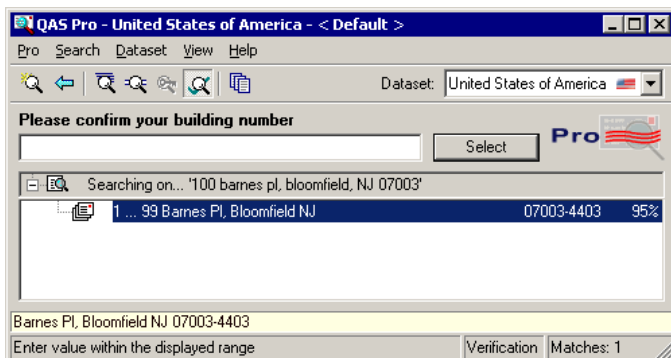 QAS Pro - United States of America - < Default >
Pro Search Dataset View Help
Dataset: United States of America
Please confirm your building number
Select
Pro
Searching on... '100 barnes pl, bloomfield, NJ 07003'
1 ... 99 Barnes Pl, Bloomfield NJ 07003-4403 95%
Barnes Pl, Bloomfield NJ 07003-4403
Enter value within the displayed range Verification Matches: 1